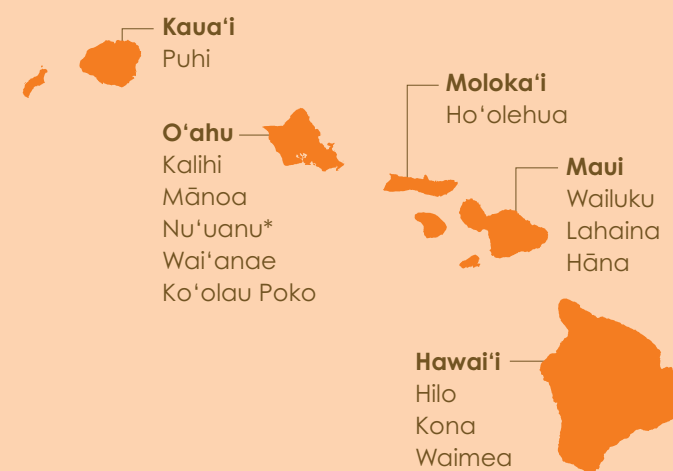 Kaua‘i
Puhi
Moloka‘i
Ho‘olehua
O‘ahu
Kalihi
Mānoa
Nu‘uanu*
Wai‘anae
Ko‘olau Poko
Maui
Wailuku
Lahaina
Hāna
Hawai‘i
Hilo
Kona
Waimea